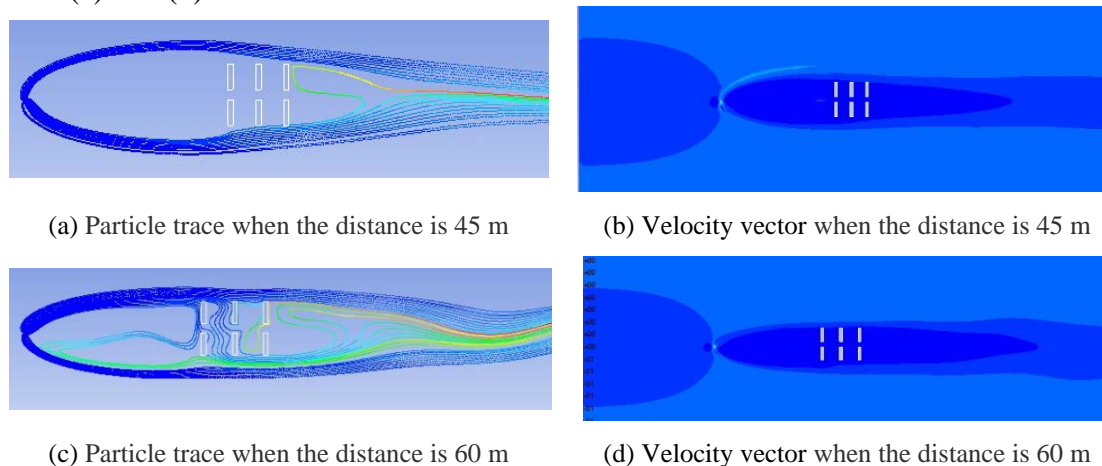 (a) Particle trace when the distance is 45 m
(b) Velocity vector when the distance is 45 m
(c) Particle trace when the distance is 60 m
(d) Velocity vector when the distance is 60 m